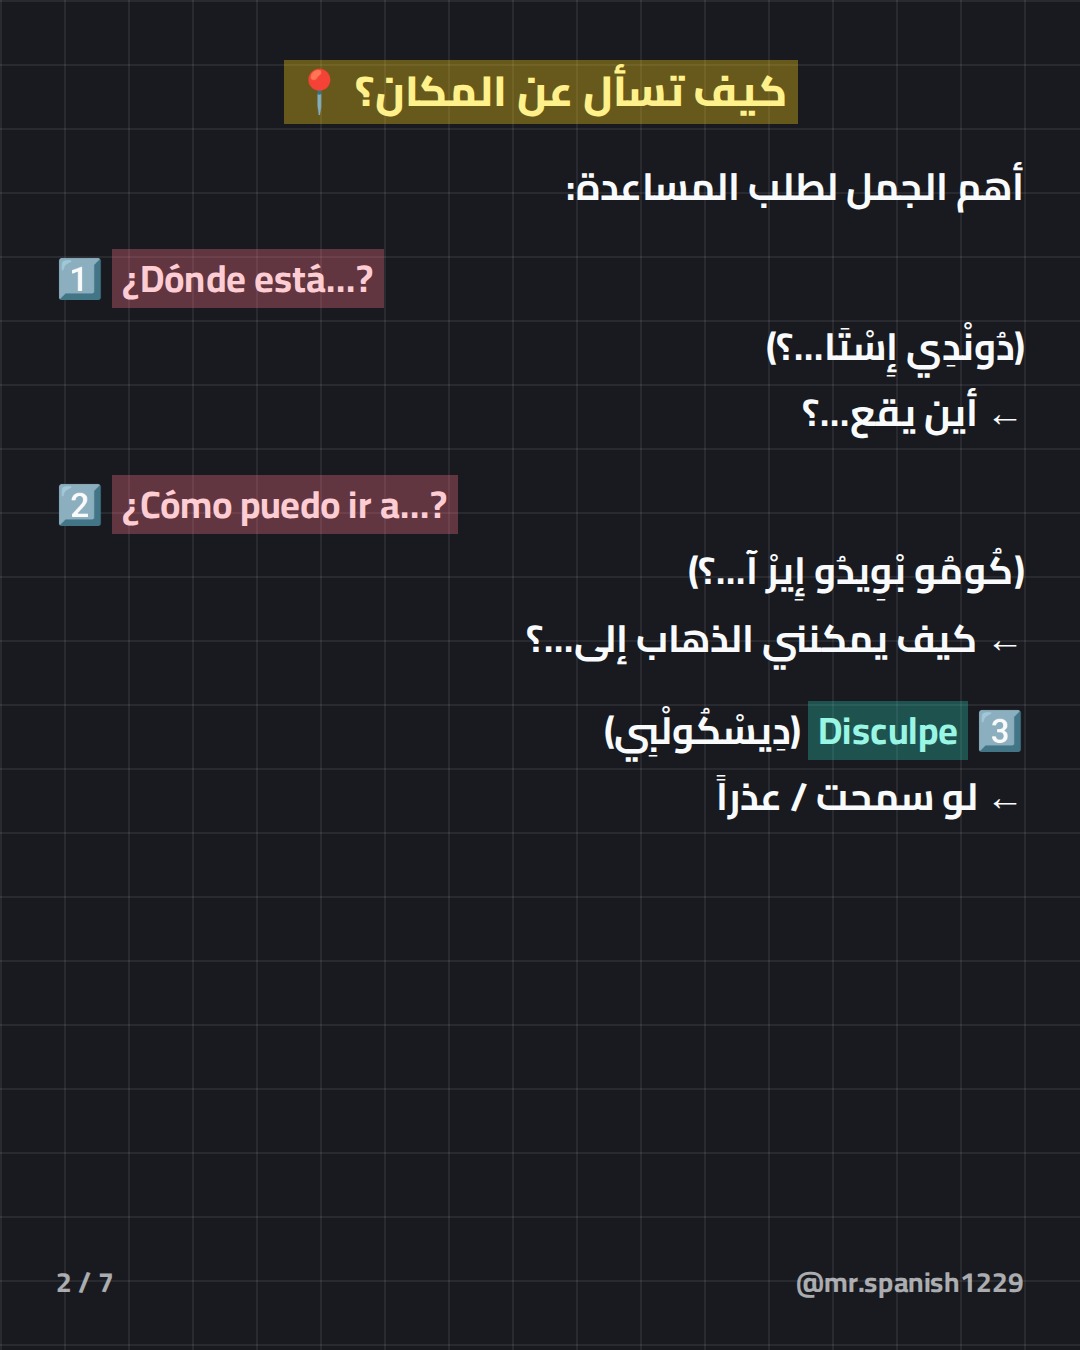 كيف تسأل عن المكان؟ 📍
أهم الجمل لطلب المساعدة:
1️⃣ ¿Dónde está...?
(دُونْدِي إِسْتَا...؟)
← أين يقع...؟
2️⃣ ¿Cómo puedo ir a...?
(كُومُو بْوِيدُو إِيرْ آ...؟)
← كيف يمكنني الذهاب إلى...؟
3️⃣ Disculpe (دِيسْكُولْبِي)
← لو سمحت / عذراً
2 / 7
@mr.spanish1229